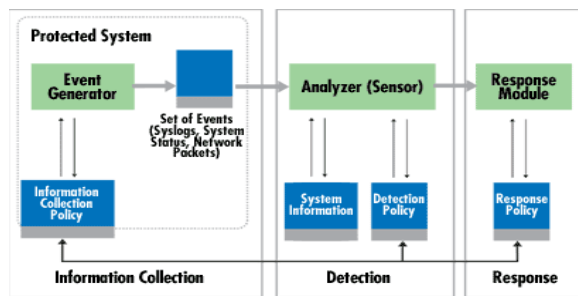 Protected System
Event
Generator
Set of Events
(Syslogs, System
Status, Network
Packets)
Analyzer (Sensor)
Response
Module
Information
Collection
Policy
System
Information
Detection
Policy
Response
Policy
Information Collection
Detection
Response